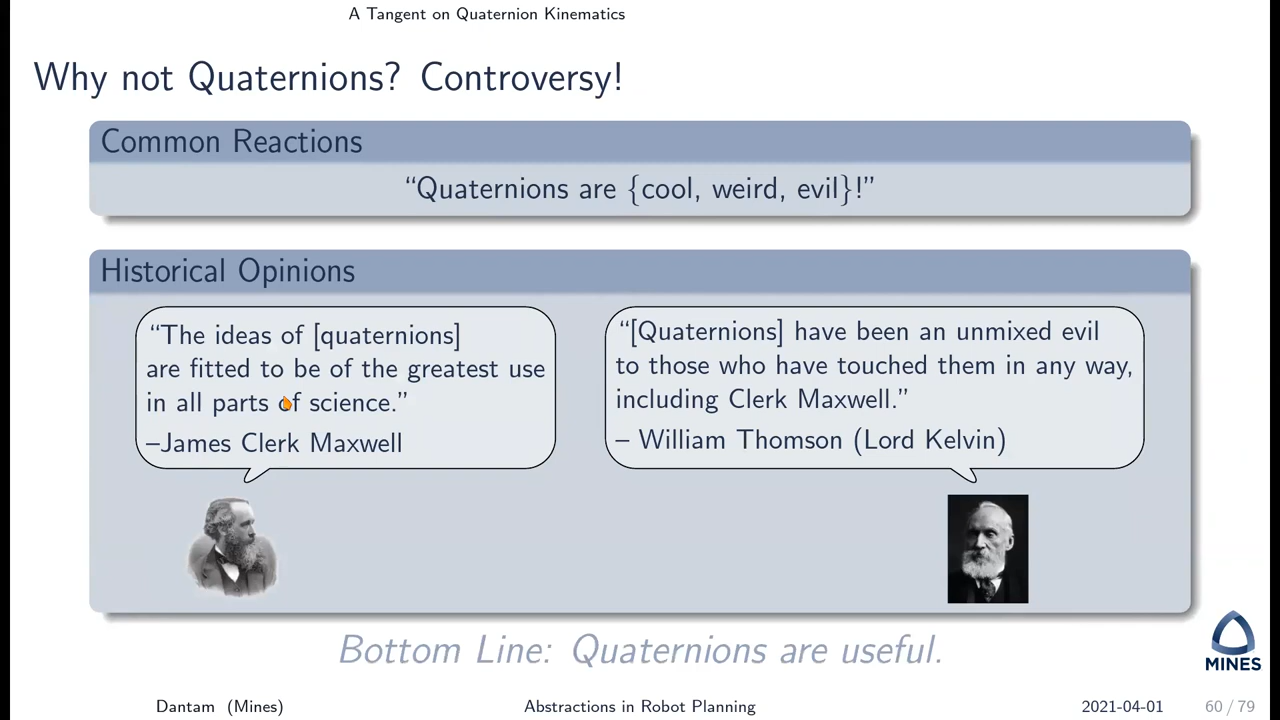 A Tangent on Quaternion Kinematics
Why not Quaternions? Controversy!
Common Reactions
“Quaternions are {cool, weird, evil}!”
Historical Opinions
“The ideas of [quaternions]
are fitted to be of the greatest use
in all parts of science.”
–James Clerk Maxwell
“[Quaternions] have been an unmixed evil
to those who have touched them in any way,
including Clerk Maxwell.”
– William Thomson (Lord Kelvin)
Bottom Line: Quaternions are useful.
MINES
Dantam (Mines)
Abstractions in Robot Planning
2021-04-01
60 / 79